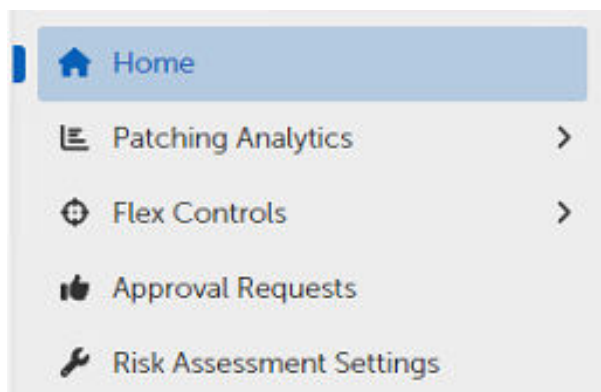 Home
Patching Analytics
Flex Controls
Approval Requests
Risk Assessment Settings